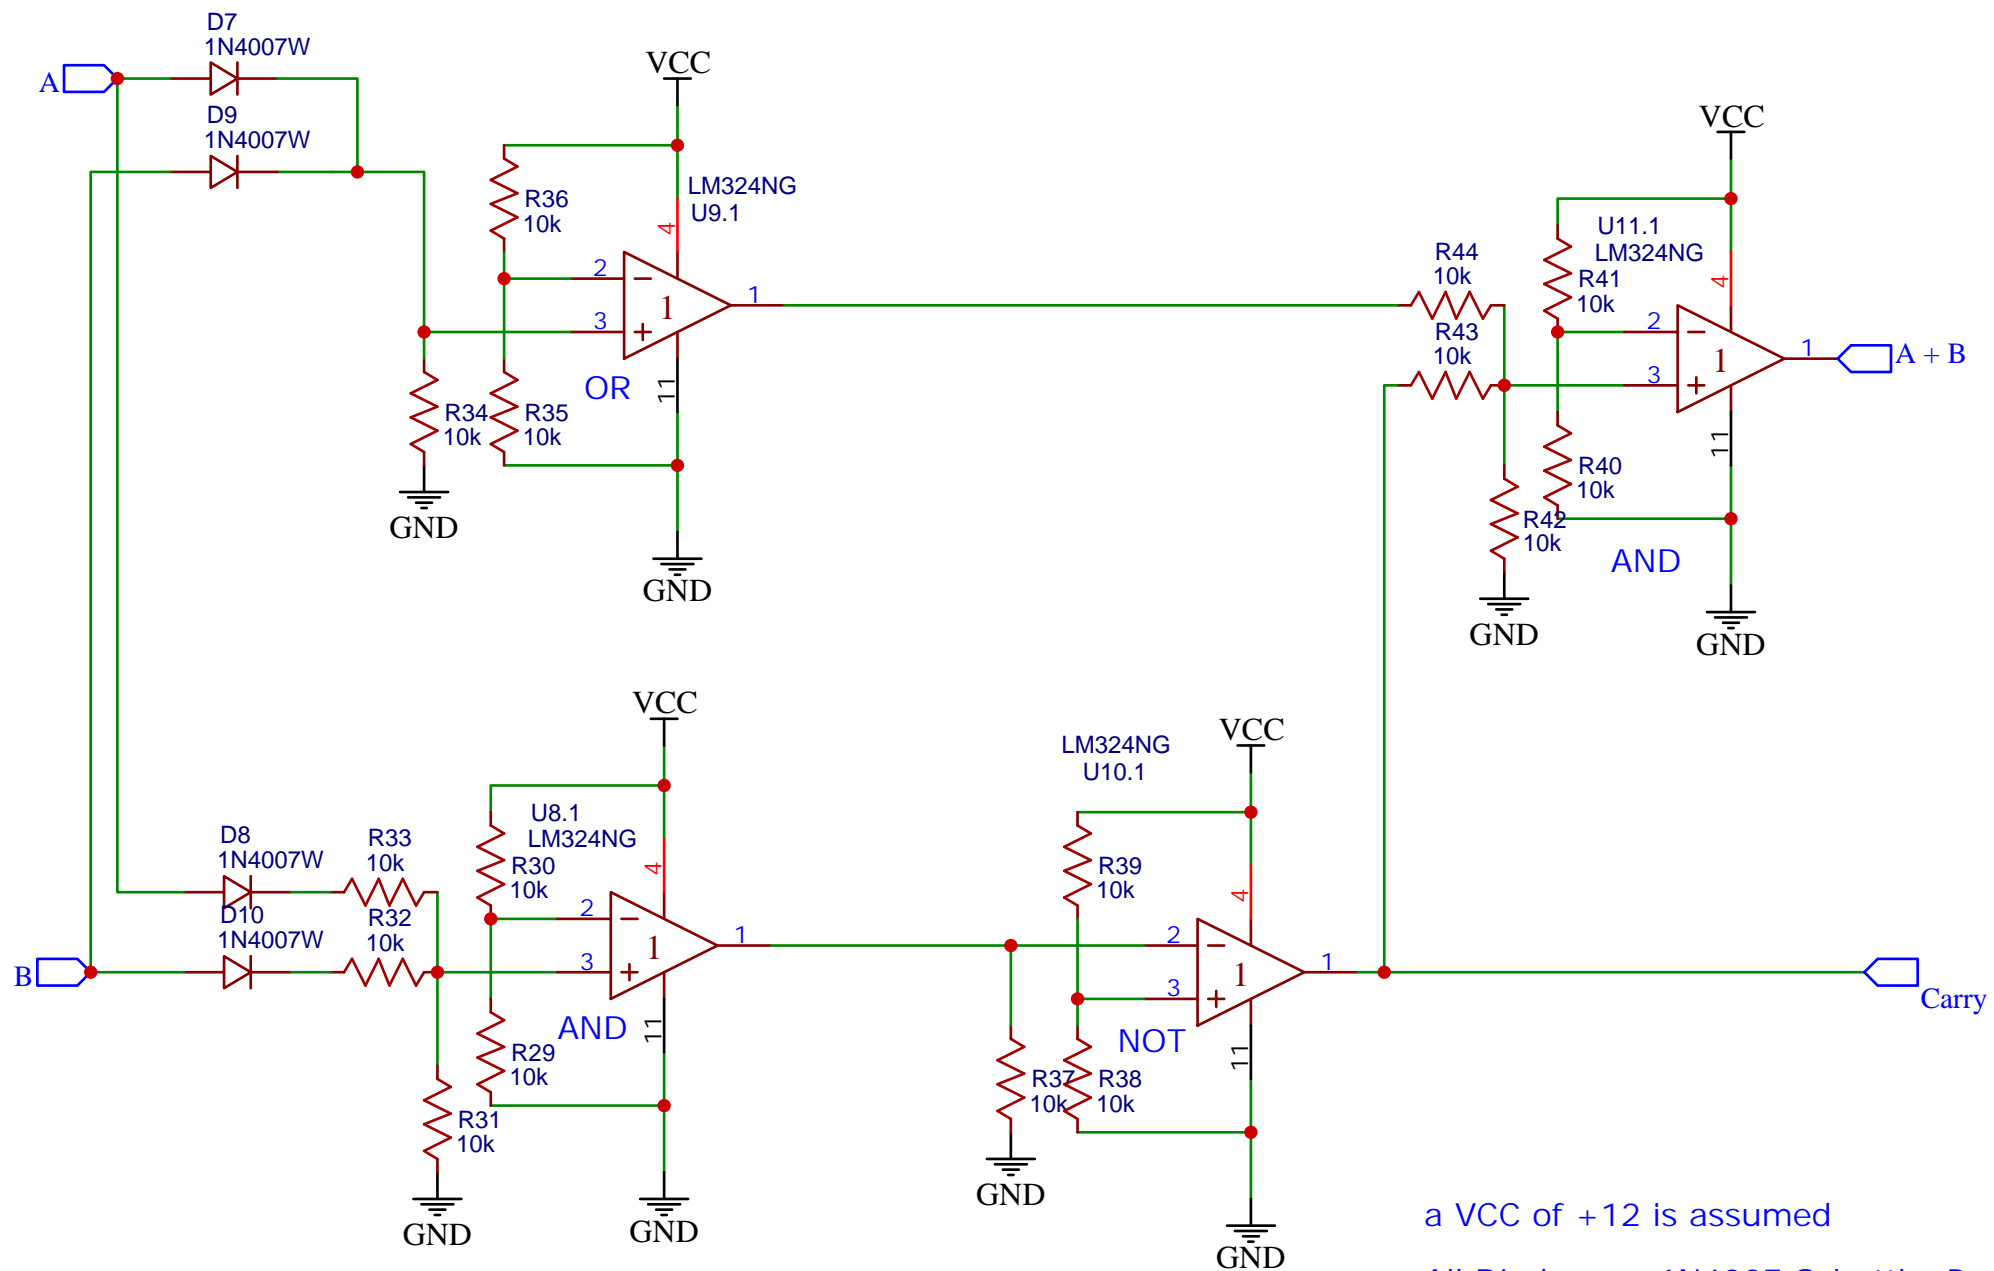 D7
1N4007W
A
D9
1N4007W
VCC
R36
10k
LM324NG
U9.1
4
2
3
1
1
11
OR
R34
10k
R35
10k
GND
GND
VCC
U11.1
LM324NG
R44
10k
R43
10k
R41
10k
4
2
3
1
1
A + B
11
R40
10k
R42
10k
AND
GND
GND
VCC
U8.1
LM324NG
D8
1N4007W
R33
10k
R30
10k
4
D10
1N4007W
R32
10k
2
3
1
1
B
11
AND
R29
10k
R31
10k
GND
GND
LM324NG
U10.1
VCC
R39
10k
4
2
3
1
1
Carry
11
NOT
R37
10k
R38
10k
GND
GND
a VCC of +12 is assumed